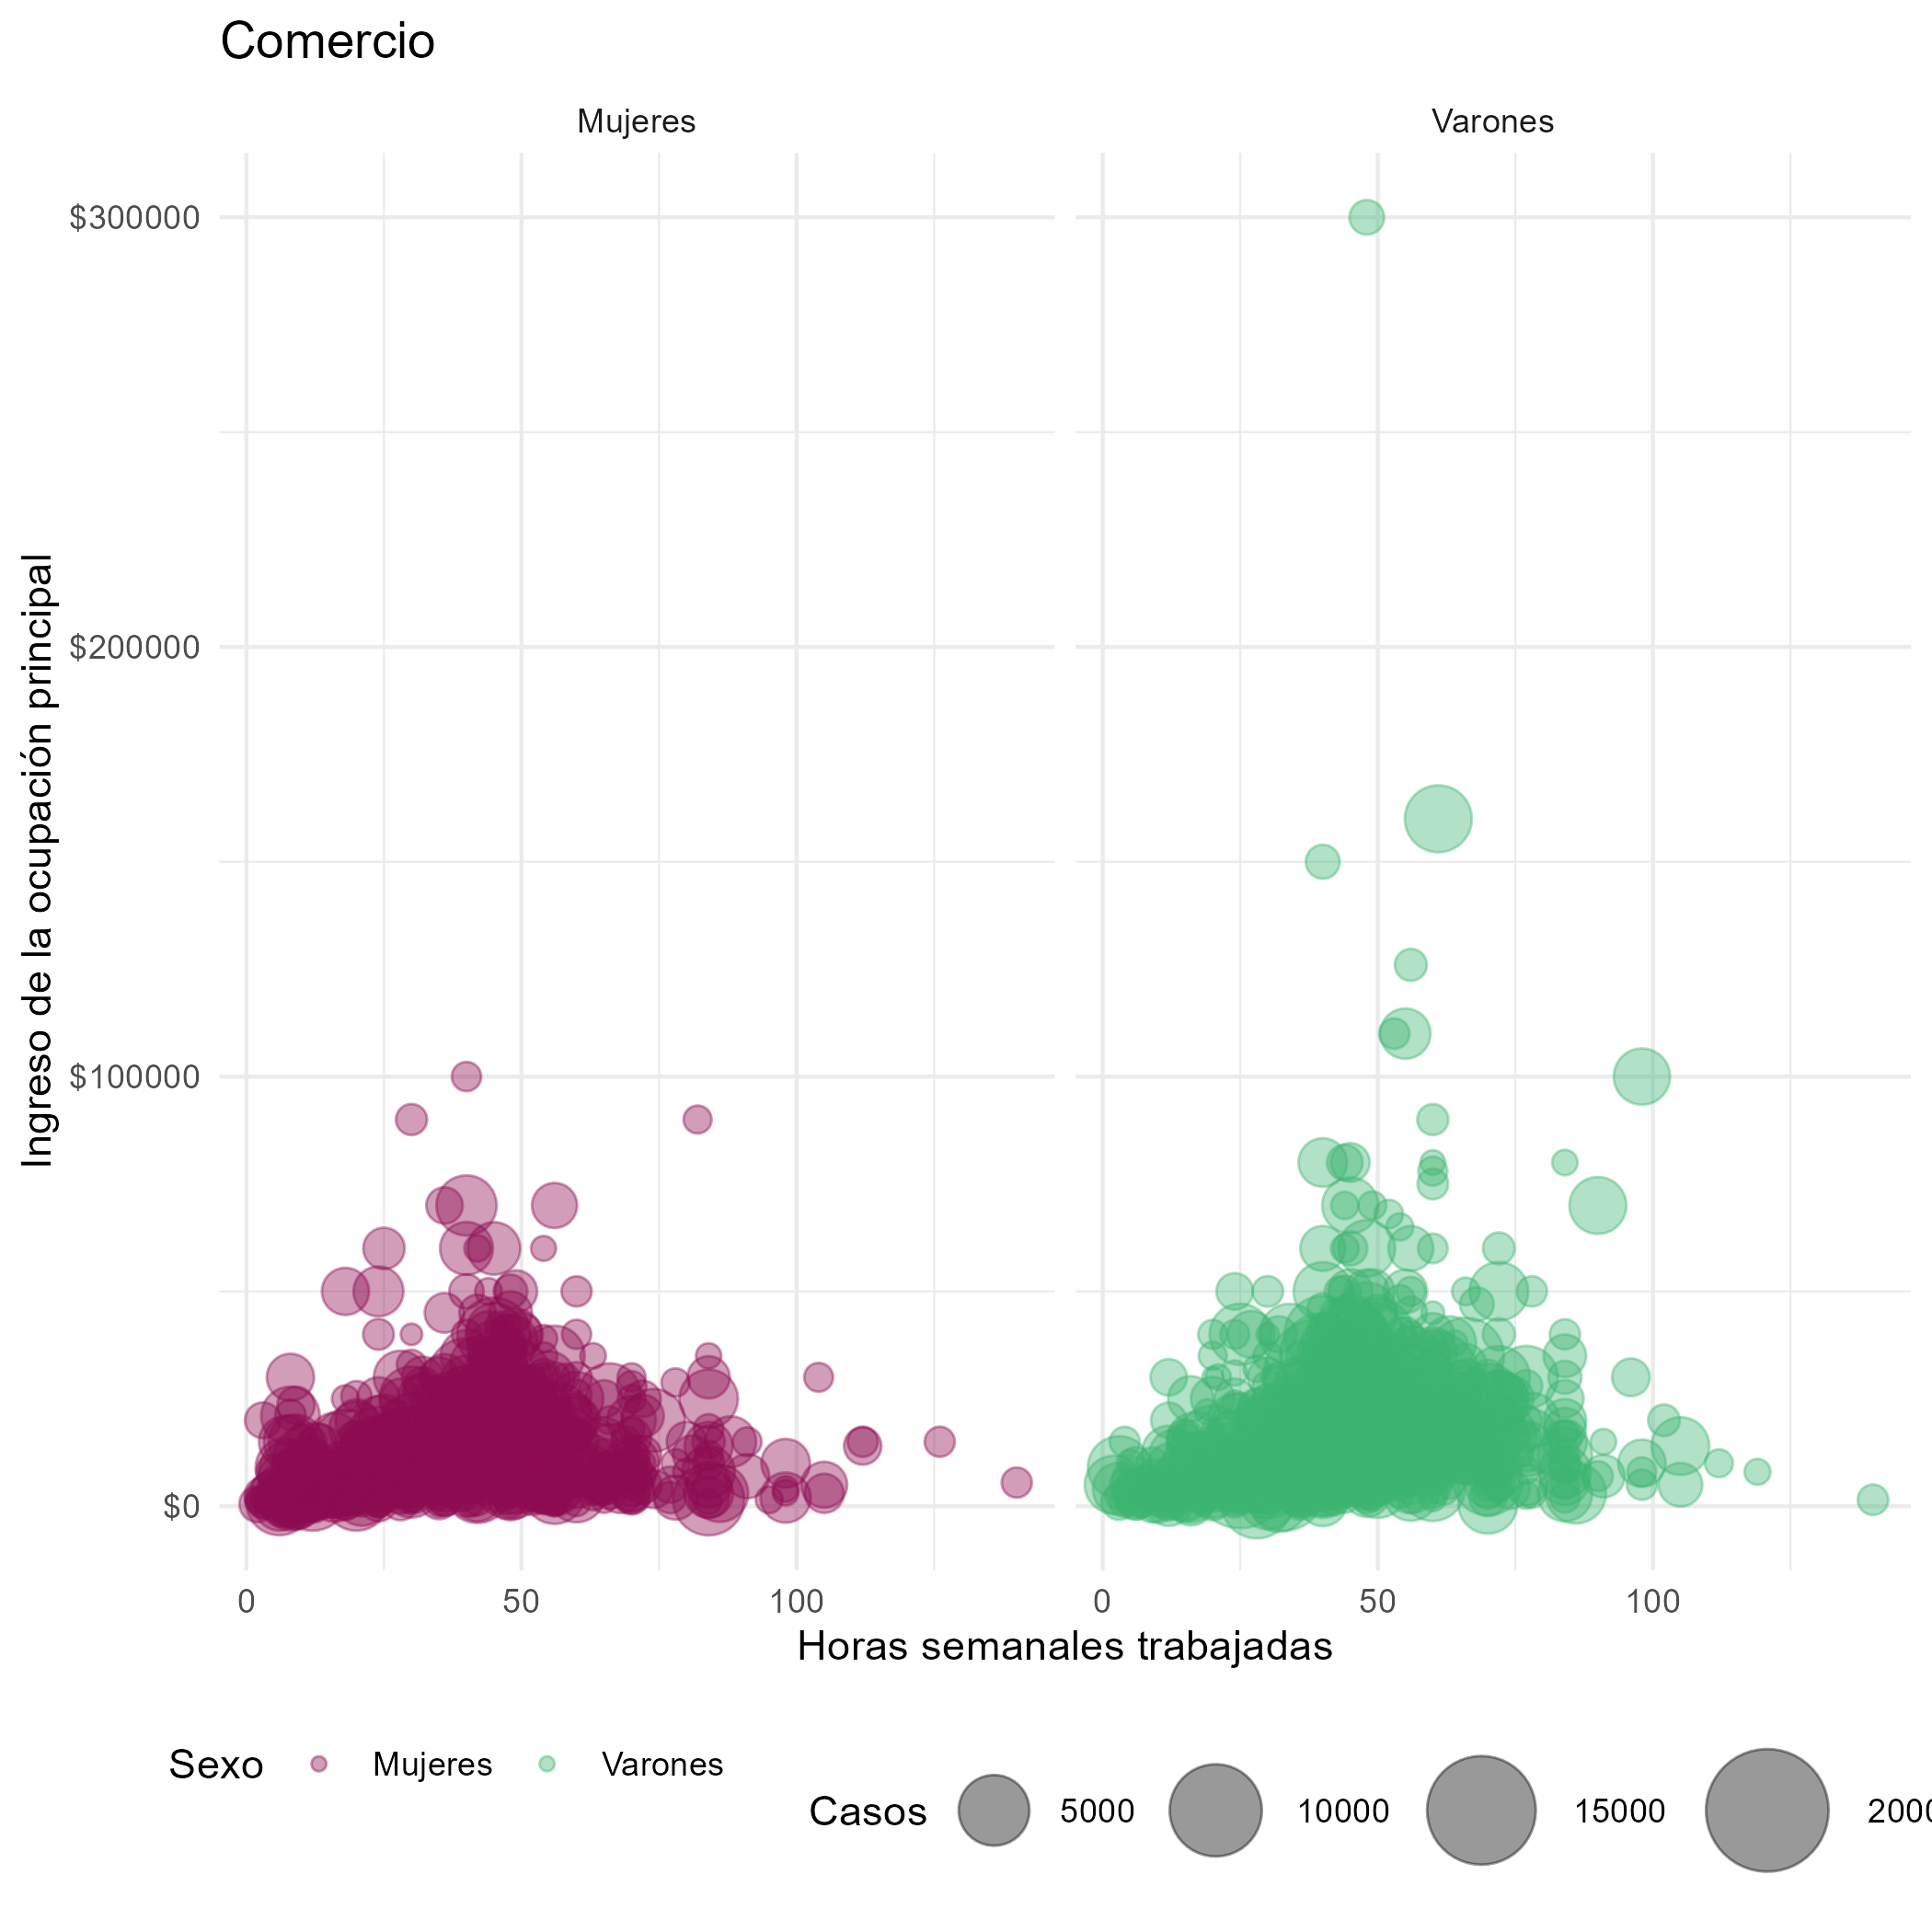 Comercio
Mujeres
Varones
$300000
$200000
$100000
$0
Ingreso de la ocupación principal
0 50 100
0 50 100
Horas semanales trabajadas
Sexo Mujeres Varones
Casos 5000 10000 15000